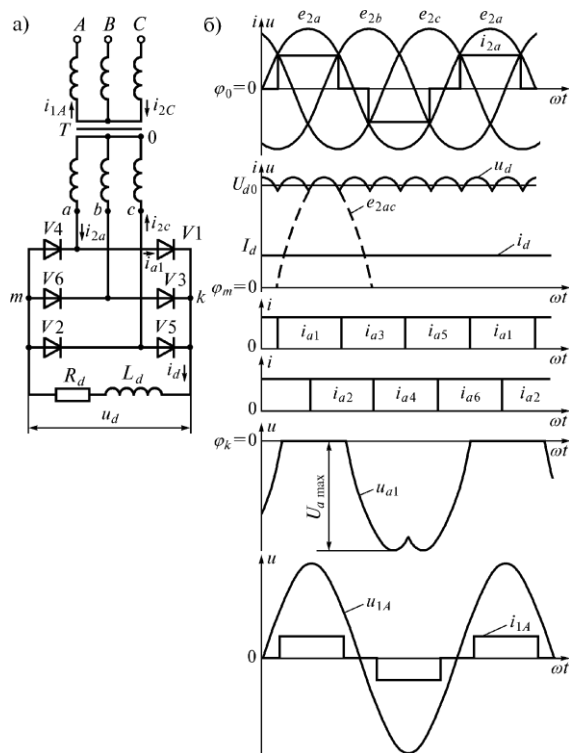 а)
A B C
i1A
i2C
T
0
a b c
i2a
i2c
V4
V1
ia1
V6
V3
m
k
V2
V5
id
Rd
Ld
ud
б)
i u
e2a e2b e2c e2a
i2a
φ0=0
ωt
i u
Ud0
ud
e2ac
Id
id
φm=0
ωt
i
0
ia1 ia3 ia5 ia1
ωt
i
0
ia2 ia4 ia6 ia2
ωt
u
φk=0
ωt
Ua max
ua1
u
u1A
i1A
0
ωt